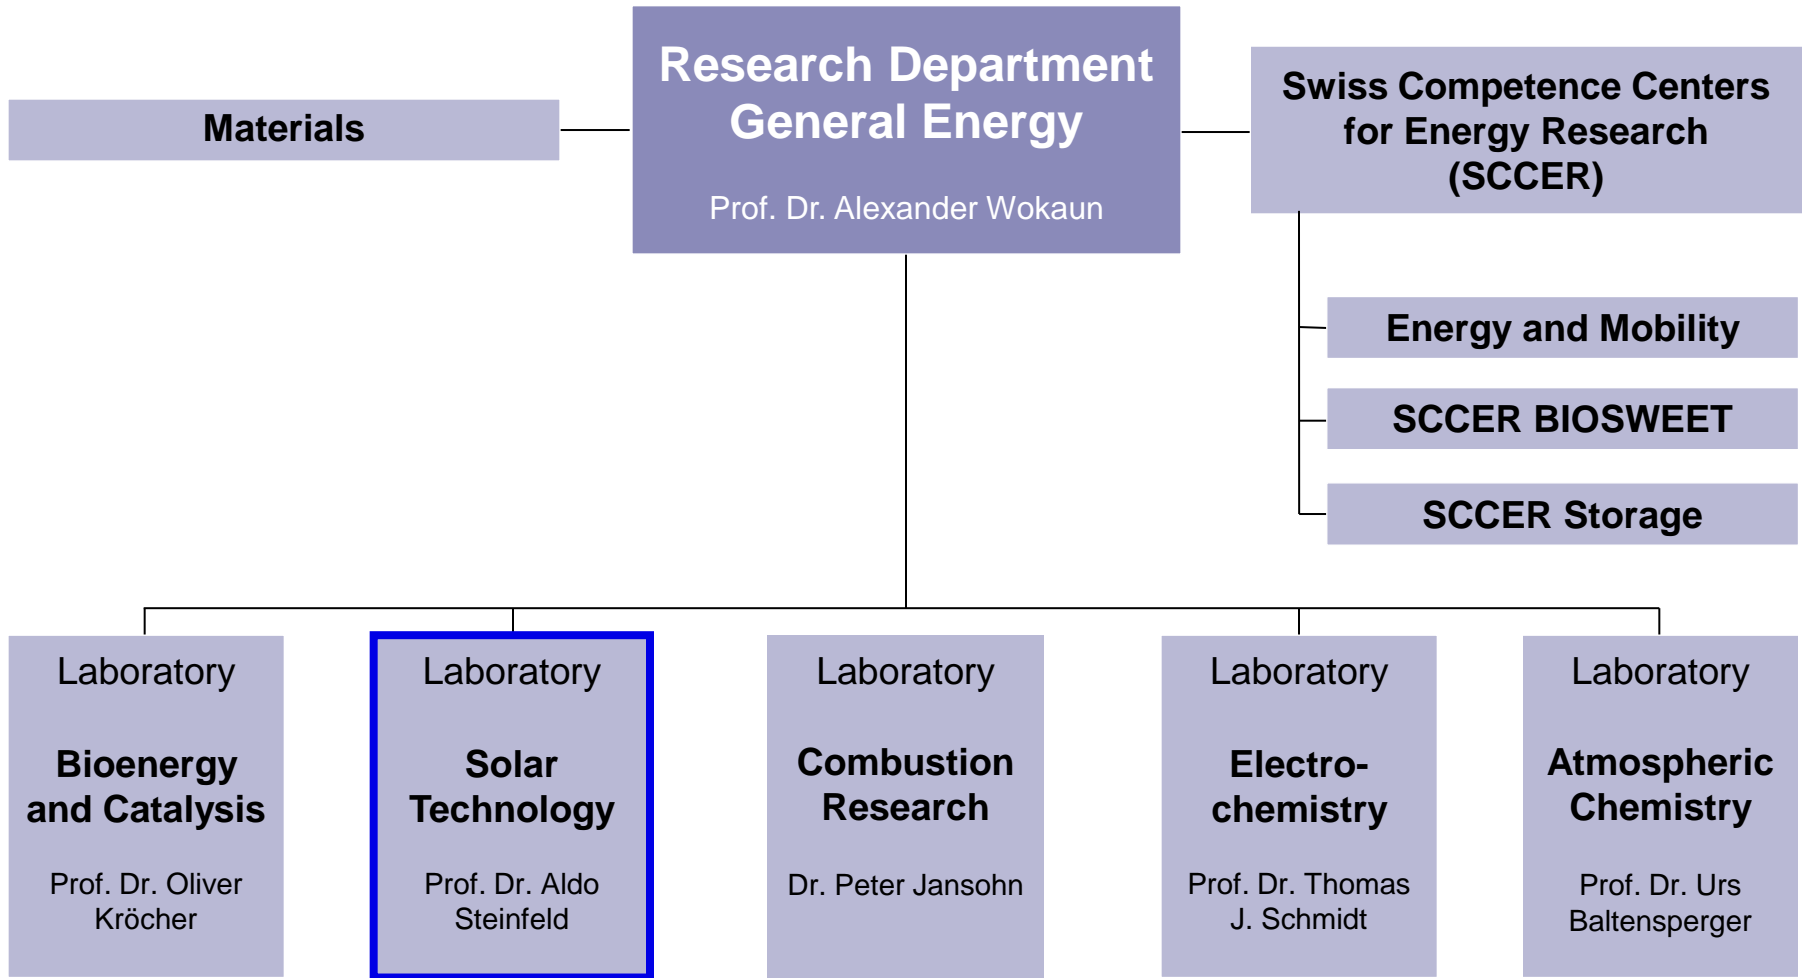 Research Department
General Energy
Prof. Dr. Alexander Wokaun
Materials
Swiss Competence Centers
for Energy Research
(SCCER)
Energy and Mobility
SCCER BIOSWEET
SCCER Storage
Laboratory
Bioenergy
and Catalysis
Prof. Dr. Oliver
Kröcher
Laboratory
Solar
Technology
Prof. Dr. Aldo
Steinfeld
Laboratory
Combustion
Research
Dr. Peter Jansohn
Laboratory
Electro-
chemistry
Prof. Dr. Thomas
J. Schmidt
Laboratory
Atmospheric
Chemistry
Prof. Dr. Urs
Baltensperger